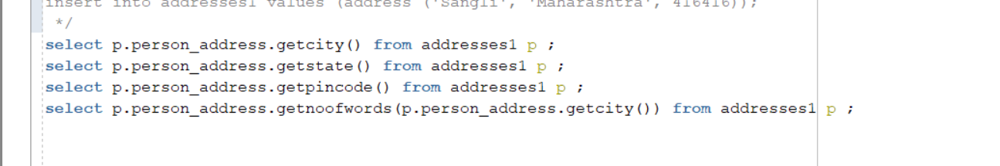 insert into addresses1 values (address ('Sangli', 'Maharashtra', 416416));
*/
select p.person_address.getcity() from addresses1 p ;
select p.person_address.getstate() from addresses1 p ;
select p.person_address.getpincode() from addresses1 p ;
select p.person_address.getnoofwords(p.person_address.getcity()) from addresses1 p ;